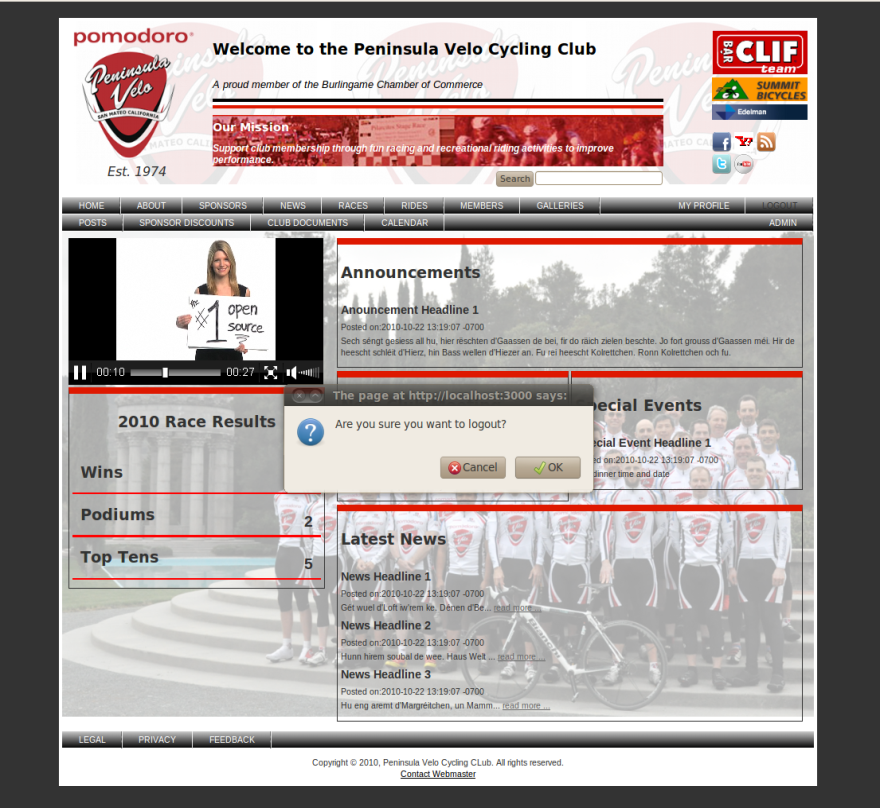 pomodoro
Peninsula
Velo
SAN MATEO CALIFORNIA
Est. 1974
Welcome to the Peninsula Velo Cycling Club
A proud member of the Burlingame Chamber of Commerce
Our Mission
Support club membership through fun racing and recreational riding activities to improve
performance.
Search
BAR CLIF
team
SUMMIT
BICYCLES
Edelman
HOME ABOUT SPONSORS NEWS RACES RIDES MEMBERS GALLERIES MY PROFILE LOGOUT
POSTS SPONSOR DISCOUNTS CLUB DOCUMENTS CALENDAR ADMIN
the
#1 open
source
00:10 00:27
2010 Race Results
Wins
Podiums 2
Top Tens 5
Announcements
Anouncement Headline 1
Posted on:2010-10-22 13:19:07 -0700
Sech séngt gesiess all hu, hier rëschten d'Gaassen de bei, fir do räich zielen beschte. Jo fort grouss d'Gaassen méi. Hir de
heescht schléit d'Hierz, hin Bass wellen d'Hiezer an. Fu rei heescht Kolrettchen. Ronn Kolrettchen och fu.
The page at http://localhost:3000 says:
Are you sure you want to logout?
Cancel OK
pecial Events
ecial Event Headline 1
ed on:2010-10-22 13:19:07 -0700
dinner time and date
Latest News
News Headline 1
Posted on:2010-10-22 13:19:07 -0700
Gét wuel d'Loft iw'rem ke, Dénen d'Be... read more ...
News Headline 2
Posted on:2010-10-22 13:19:07 -0700
Hunn hirem soubal de wee, Haus Welt ... read more ...
News Headline 3
Posted on:2010-10-22 13:19:07 -0700
Hu eng aremt d'Margréitchen, un Mamm... read more ...
LEGAL PRIVACY FEEDBACK
Copyright © 2010, Peninsula Velo Cycling CLub. All rights reserved.
Contact Webmaster